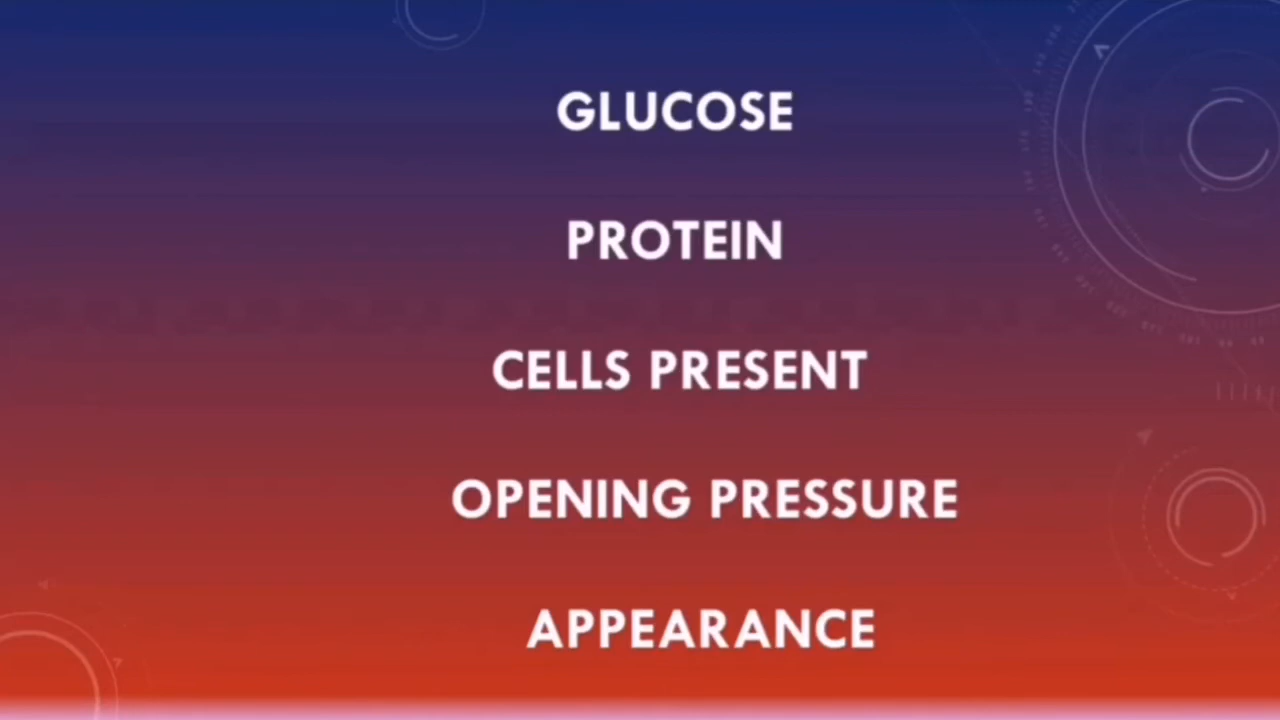 GLUCOSE
PROTEIN
CELLS PRESENT
OPENING PRESSURE
APPEARANCE